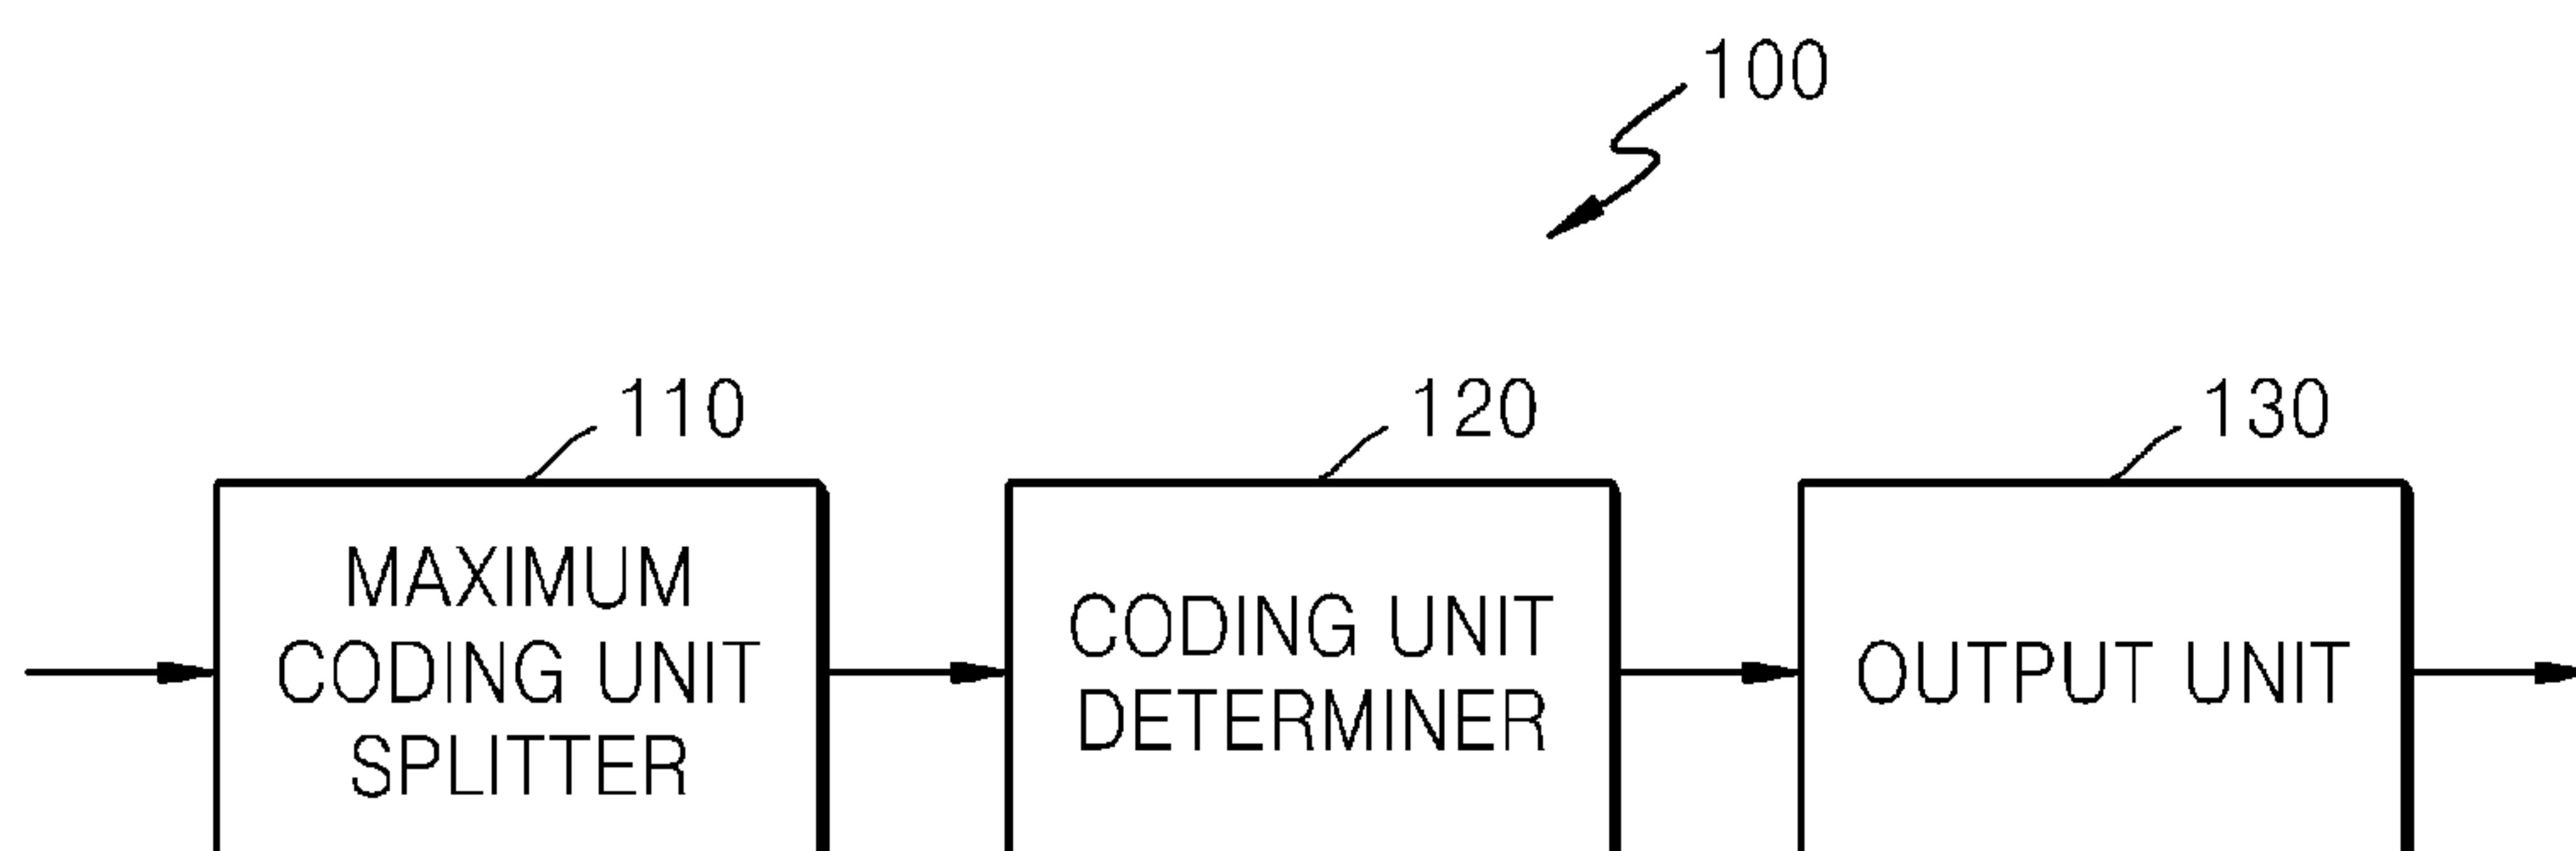 100
110
120
130
MAXIMUM
CODING UNIT
SPLITTER
CODING UNIT
DETERMINER
OUTPUT UNIT